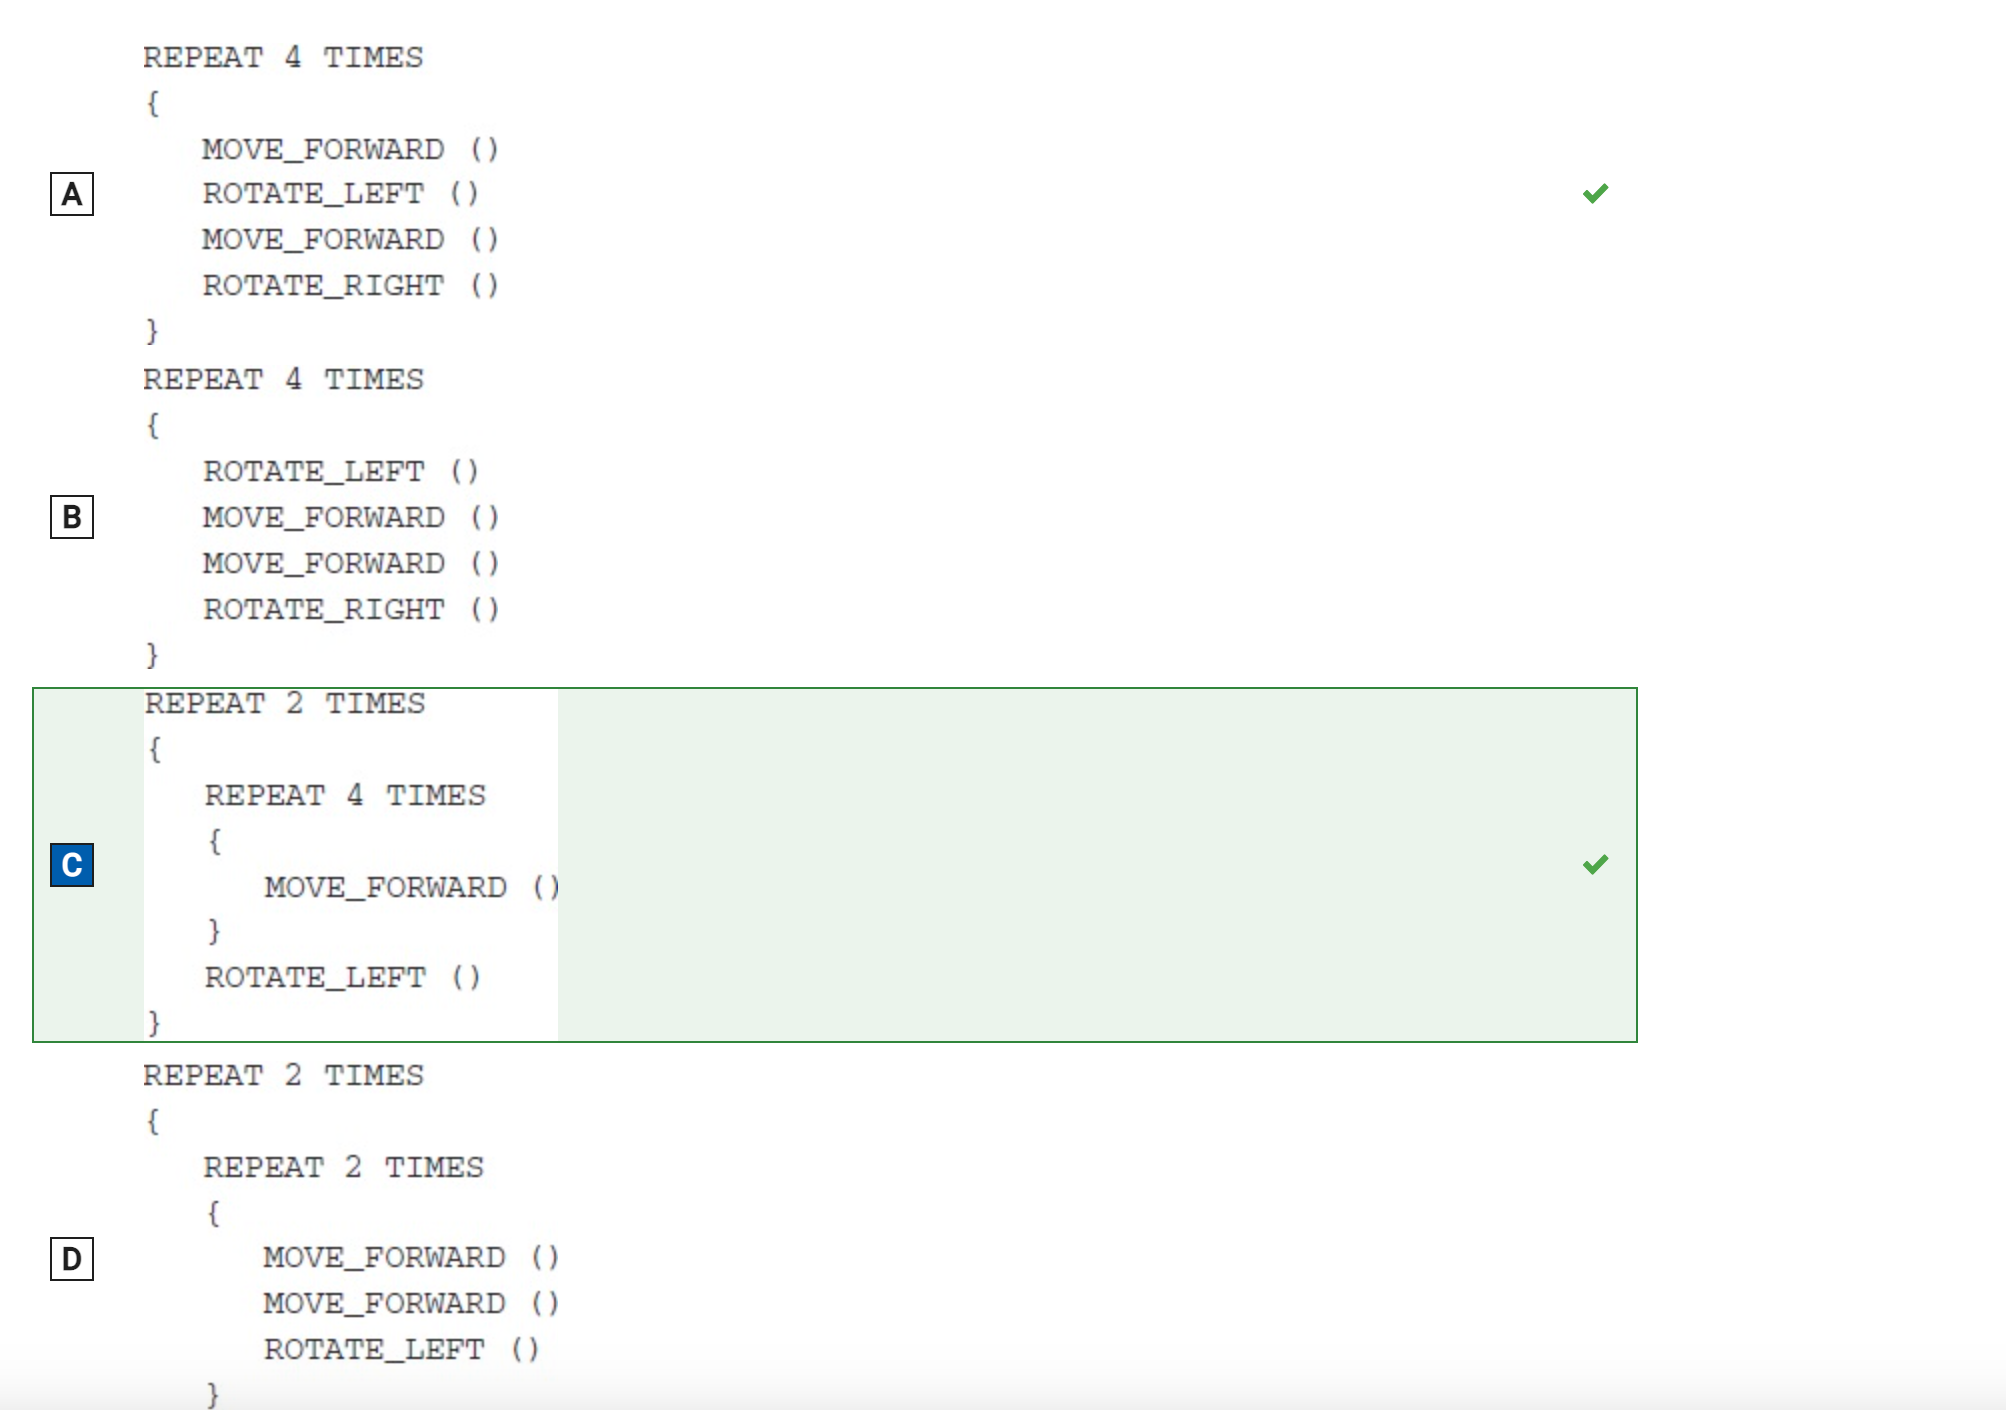 REPEAT 4 TIMES
{
MOVE_FORWARD ()
A
ROTATE_LEFT ()
MOVE_FORWARD ()
ROTATE_RIGHT ()
}
REPEAT 4 TIMES
{
ROTATE_LEFT ()
B
MOVE_FORWARD ()
MOVE_FORWARD ()
ROTATE_RIGHT ()
}
REPEAT 2 TIMES
{
REPEAT 4 TIMES
{
C
MOVE_FORWARD ()
}
ROTATE_LEFT ()
}
REPEAT 2 TIMES
{
REPEAT 2 TIMES
{
D
MOVE_FORWARD ()
MOVE_FORWARD ()
ROTATE_LEFT ()
}